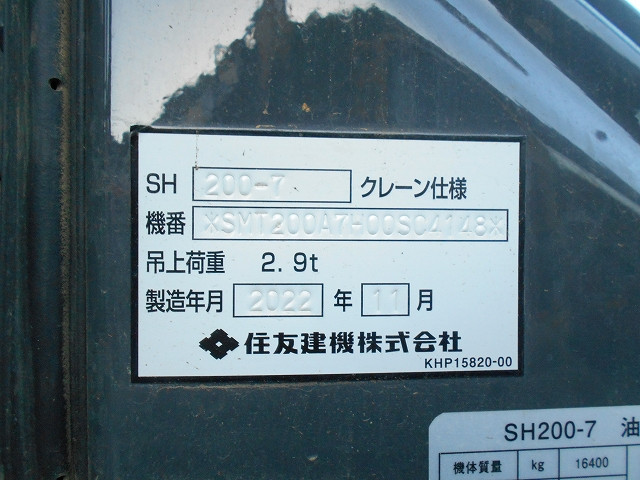 SH 200-7 クレーン仕様
機番 *SMT200A7H00SC4148*
吊上荷重 2.9t
製造年月 2022 年 11 月
住友建機株式会社
KHP15820-00
SH200-7 油
機体質量 kg 16400